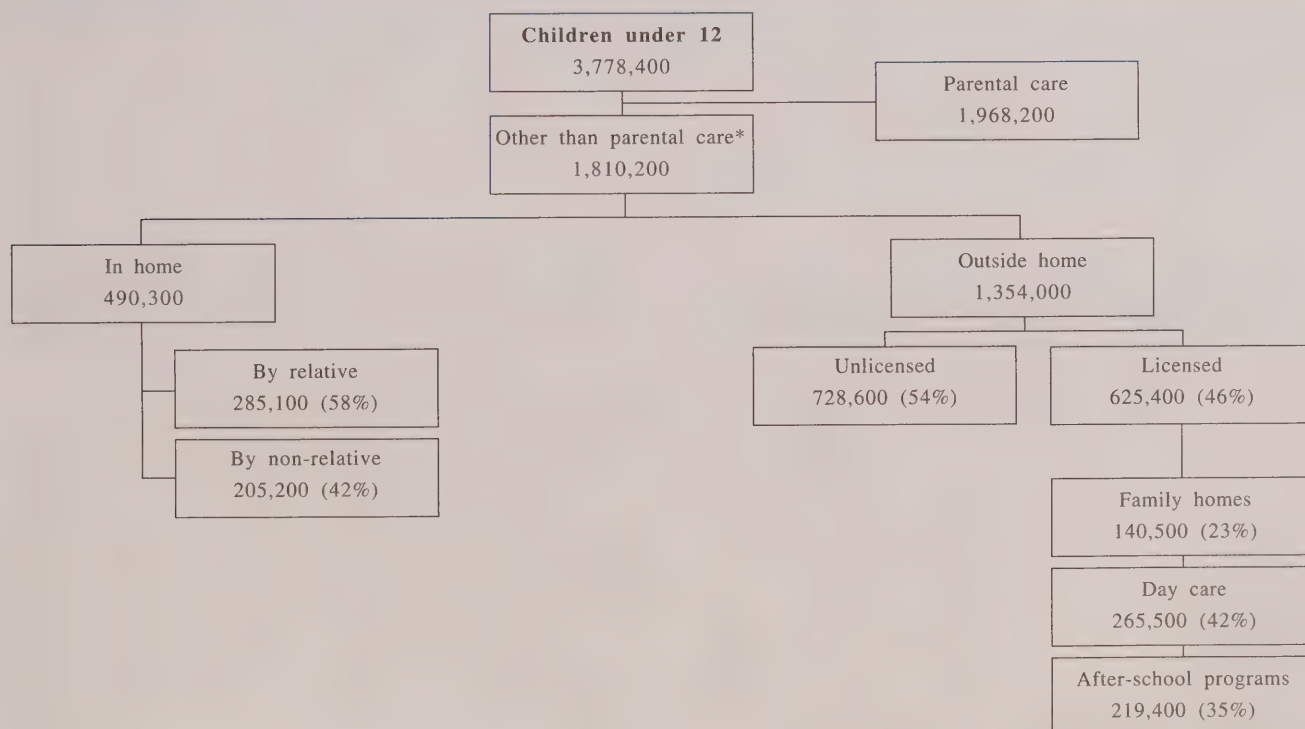 Children under 12
3,778,400
Parental care
1,968,200
Other than parental care*
1,810,200
In home
490,300
Outside home
1,354,000
By relative
285,100 (58%)
By non-relative
205,200 (42%)
Unlicensed
728,600 (54%)
Licensed
625,400 (46%)
Family homes
140,500 (23%)
Day care
265,500 (42%)
After-school programs
219,400 (35%)